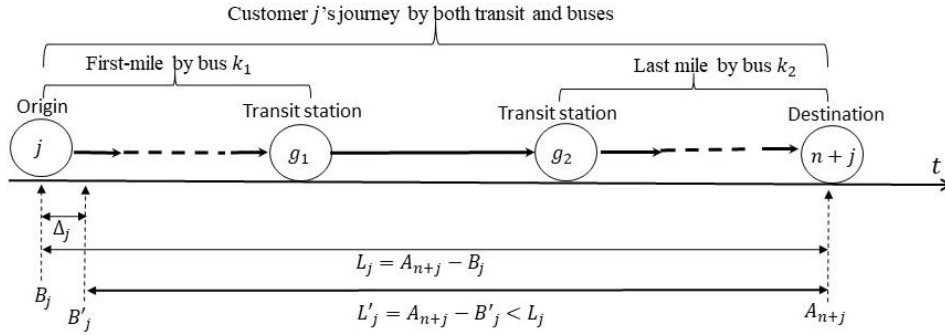 Customer j's journey by both transit and buses
First-mile by bus k₁
Last mile by bus k₂
Origin
Transit station
Transit station
Destination
j
g₁
g₂
n + j
t
Δⱼ
Lⱼ = Aₙ₊ⱼ − Bⱼ
Bⱼ
B'ⱼ
L'ⱼ = Aₙ₊ⱼ − B'ⱼ < Lⱼ
Aₙ₊ⱼ